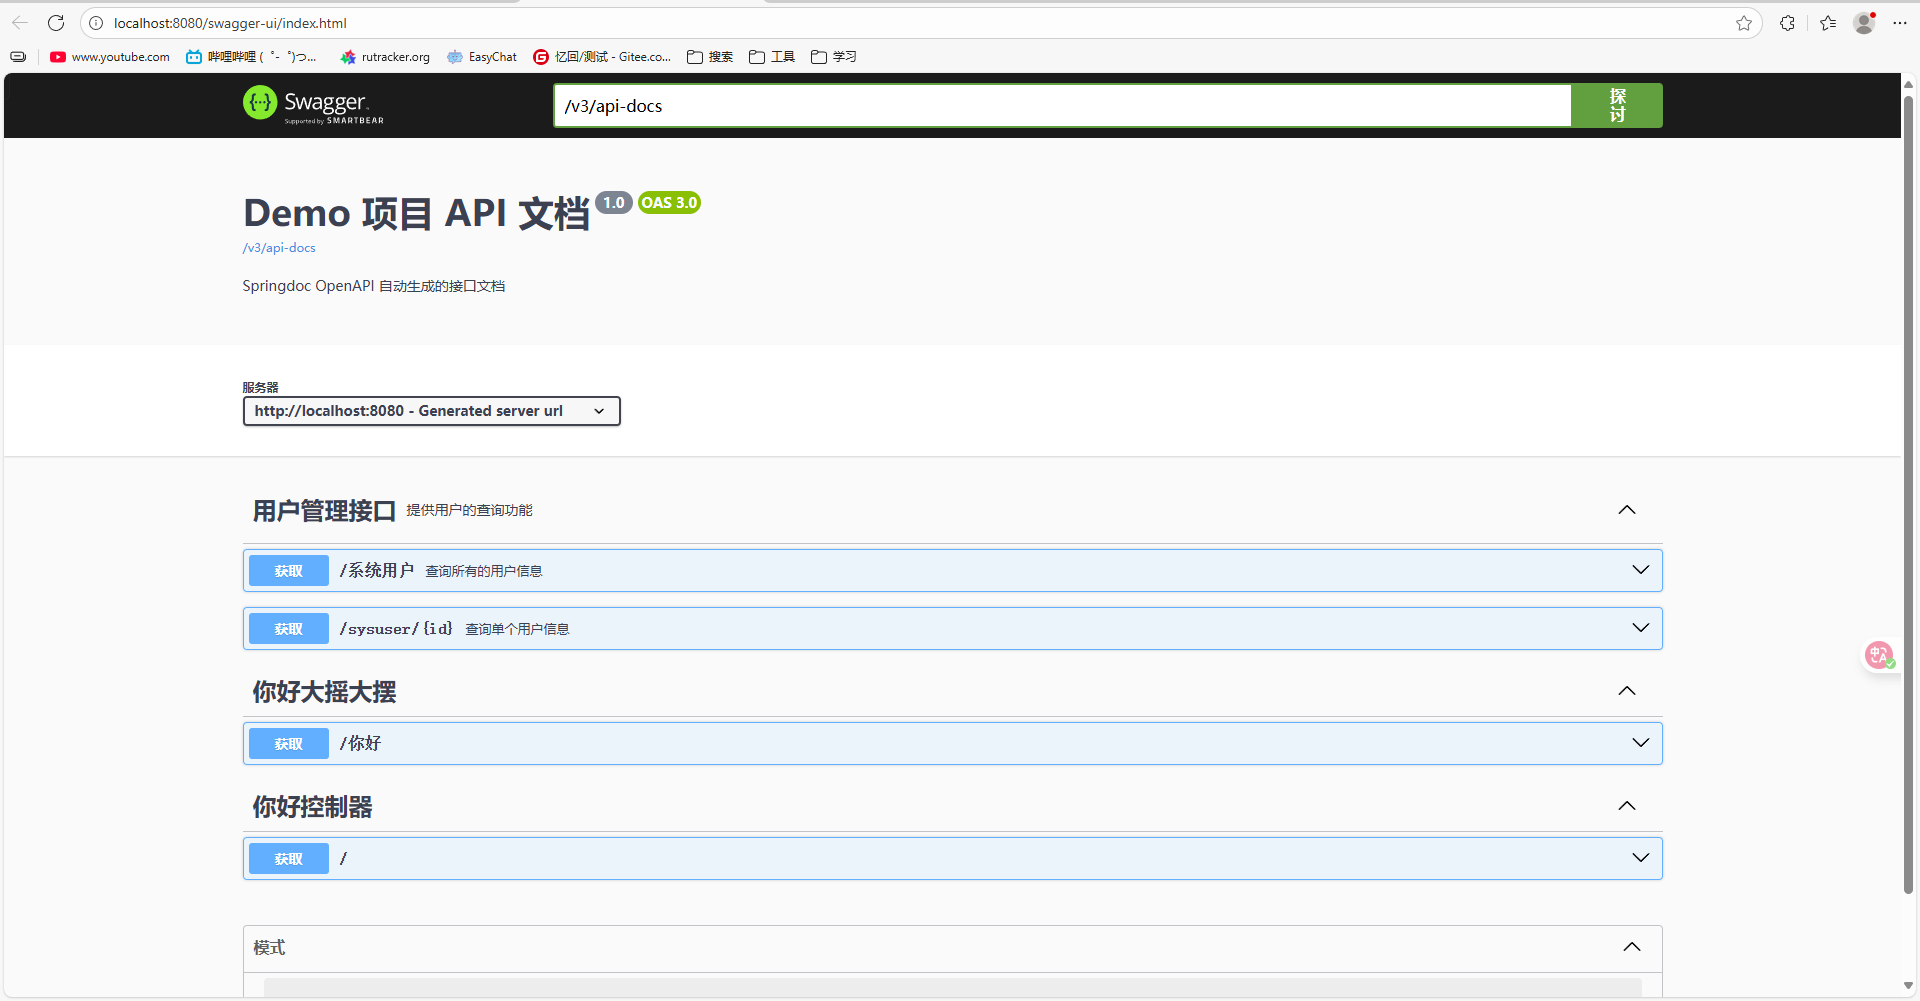 localhost:8080/swagger-ui/index.html
www.youtube.com
哔哩哔哩 (゜-゜)つ...
rutracker.org
EasyChat
忆回/测试 - Gitee.co...
搜索
工具
学习
Swagger
Supported by SMARTBEAR
/v3/api-docs
探讨
Demo 项目 API 文档 1.0 OAS 3.0
/v3/api-docs
Springdoc OpenAPI 自动生成的接口文档
服务器
http://localhost:8080 - Generated server url
用户管理接口 提供用户的查询功能
获取 /系统用户 查询所有的用户信息
获取 /sysuser/{id} 查询单个用户信息
你好大摇大摆
获取 /你好
你好控制器
获取 /
模式